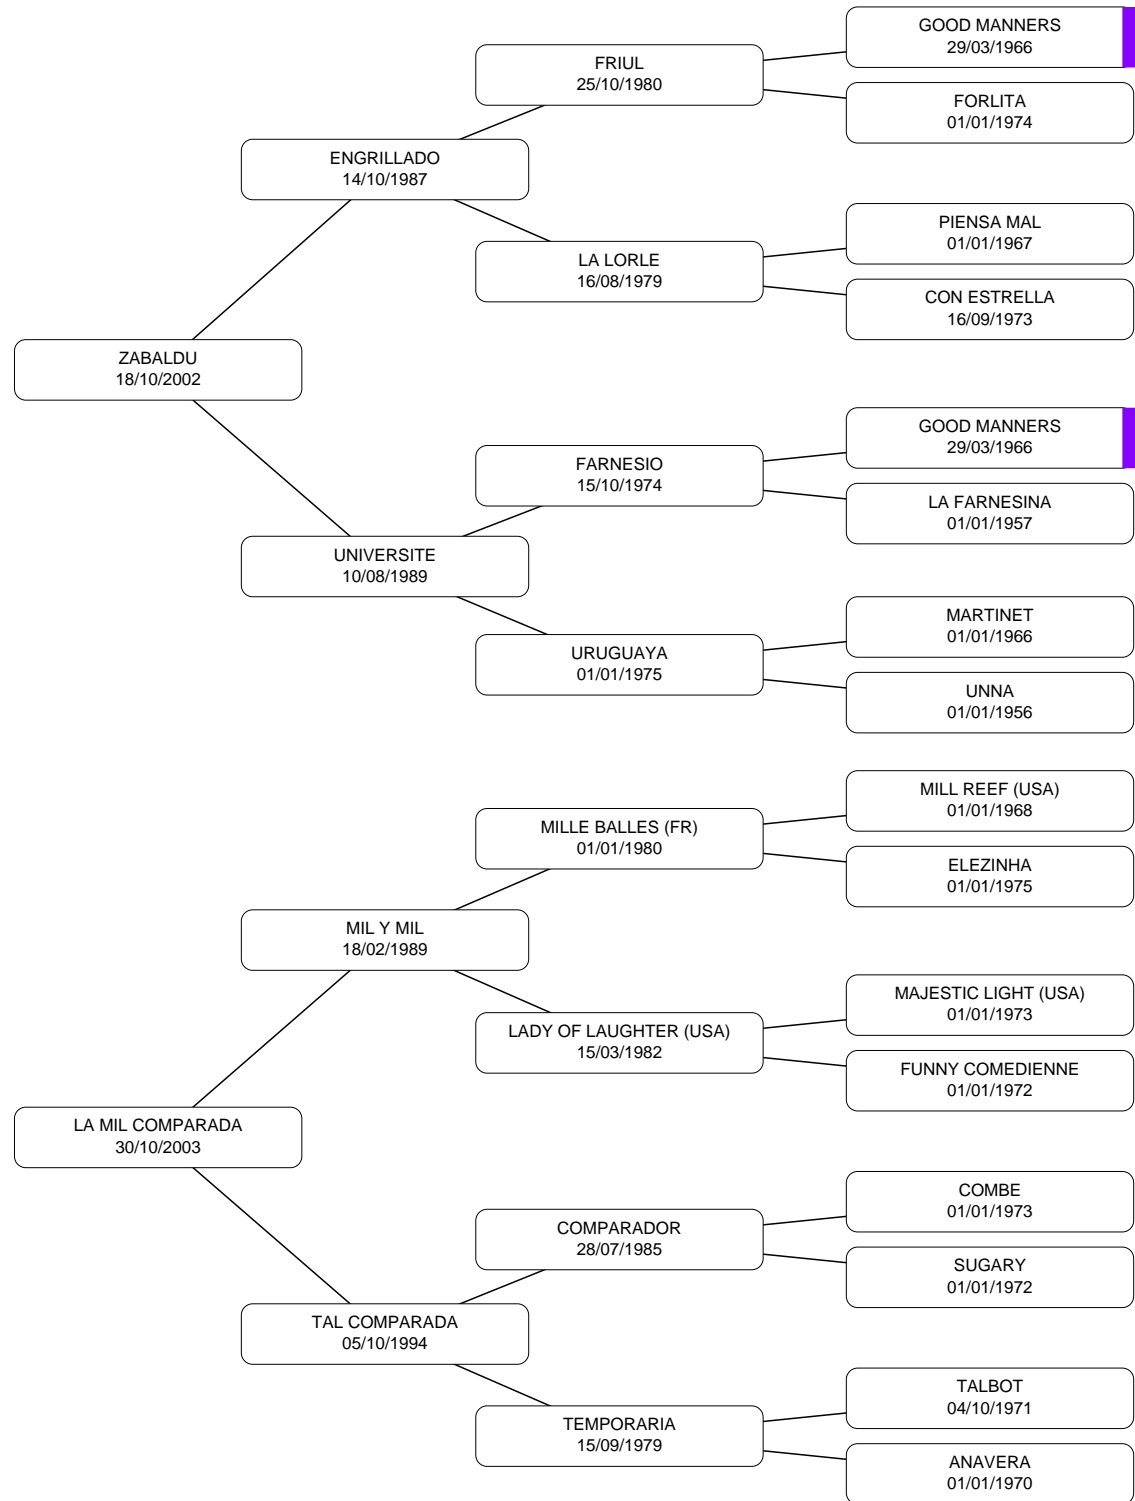 GOOD MANNERS
29/03/1966
FRIUL
25/10/1980
FORLITA
01/01/1974
ENGRILLADO
14/10/1987
PIENSA MAL
01/01/1967
LA LORLE
16/08/1979
CON ESTRELLA
16/09/1973
ZABALDU
18/10/2002
GOOD MANNERS
29/03/1966
FARNESIO
15/10/1974
LA FARNESINA
01/01/1957
UNIVERSITE
10/08/1989
MARTINET
01/01/1966
URUGUAYA
01/01/1975
UNNA
01/01/1956
MILL REEF (USA)
01/01/1968
MILLE BALLES (FR)
01/01/1980
ELEZINHA
01/01/1975
MIL Y MIL
18/02/1989
MAJESTIC LIGHT (USA)
01/01/1973
LADY OF LAUGHTER (USA)
15/03/1982
FUNNY COMEDIENNE
01/01/1972
LA MIL COMPARADA
30/10/2003
COMBE
01/01/1973
COMPARADOR
28/07/1985
SUGARY
01/01/1972
TAL COMPARADA
05/10/1994
TALBOT
04/10/1971
TEMPORARIA
15/09/1979
ANAVERA
01/01/1970